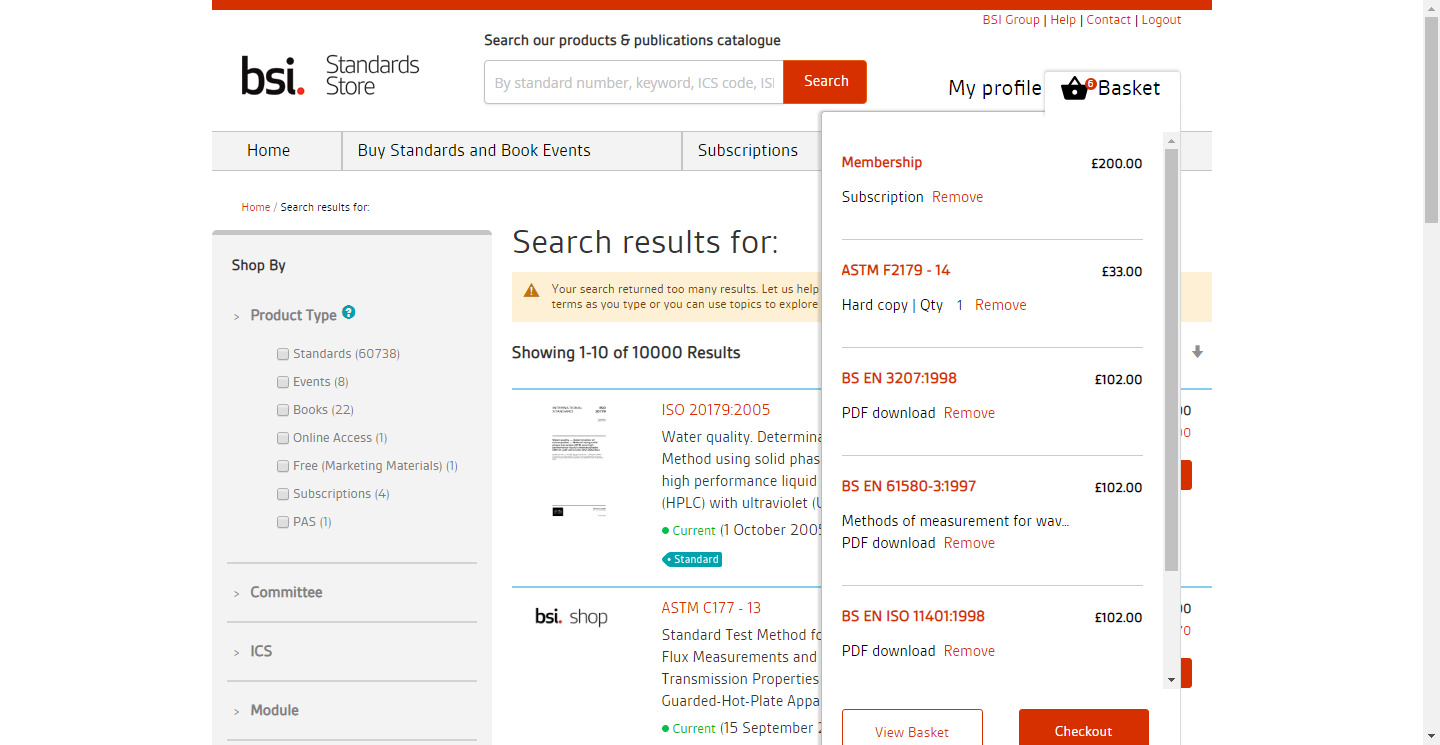 BSI Group | Help | Contact | Logout
Search our products & publications catalogue
bsi. Standards Store
By standard number, keyword, ICS code, ISI
Search
My profile
6 Basket
Home
Buy Standards and Book Events
Subscriptions
Home / Search results for:
Shop By
> Product Type ?
Standards (60738)
Events (8)
Books (22)
Online Access (1)
Free (Marketing Materials) (1)
Subscriptions (4)
PAS (1)
> Committee
> ICS
> Module
Search results for:
Your search returned too many results. Let us help
terms as you type or you can use topics to explore
Showing 1-10 of 10000 Results
INTERNATIONAL STANDARD
ISO 20179
ISO 20179:2005
Water quality. Determina
Method using solid phas
high performance liquid
(HPLC) with ultraviolet (U
Current (1 October 2005
Standard
bsi. shop
ASTM C177 - 13
Standard Test Method fo
Flux Measurements and
Transmission Properties
Guarded-Hot-Plate Appa
Current (15 September 2
Membership
£200.00
Subscription Remove
ASTM F2179 - 14
£33.00
Hard copy | Qty 1 Remove
BS EN 3207:1998
£102.00
PDF download Remove
BS EN 61580-3:1997
£102.00
Methods of measurement for wav...
PDF download Remove
BS EN ISO 11401:1998
£102.00
PDF download Remove
View Basket
Checkout